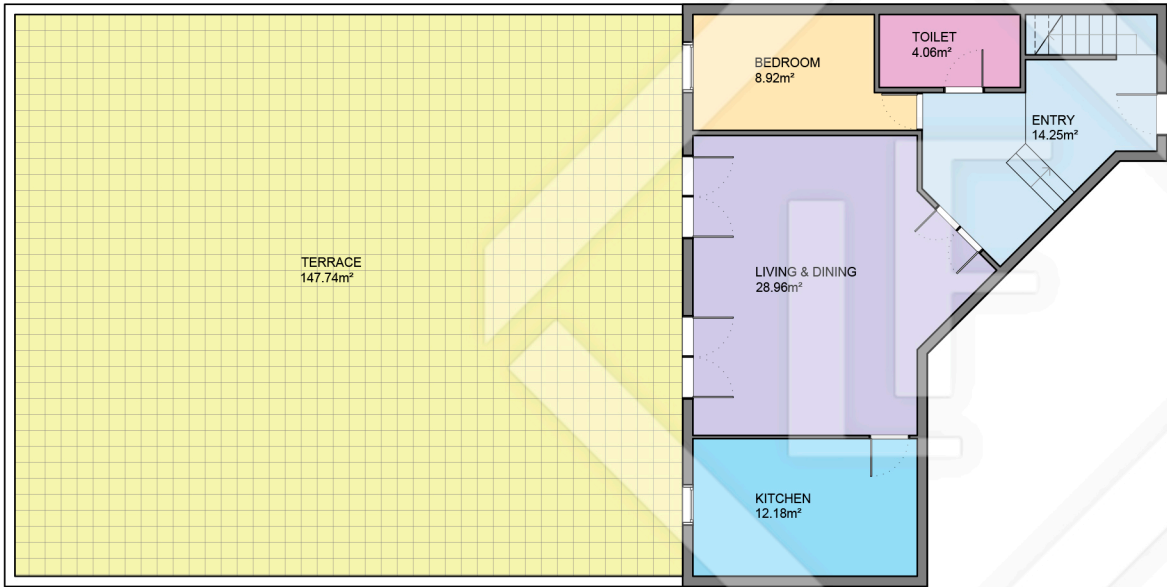 TOILET
4.06m²
BEDROOM
8.92m²
ENTRY
14.25m²
TERRACE
147.74m²
LIVING & DINING
28.96m²
KITCHEN
12.18m²